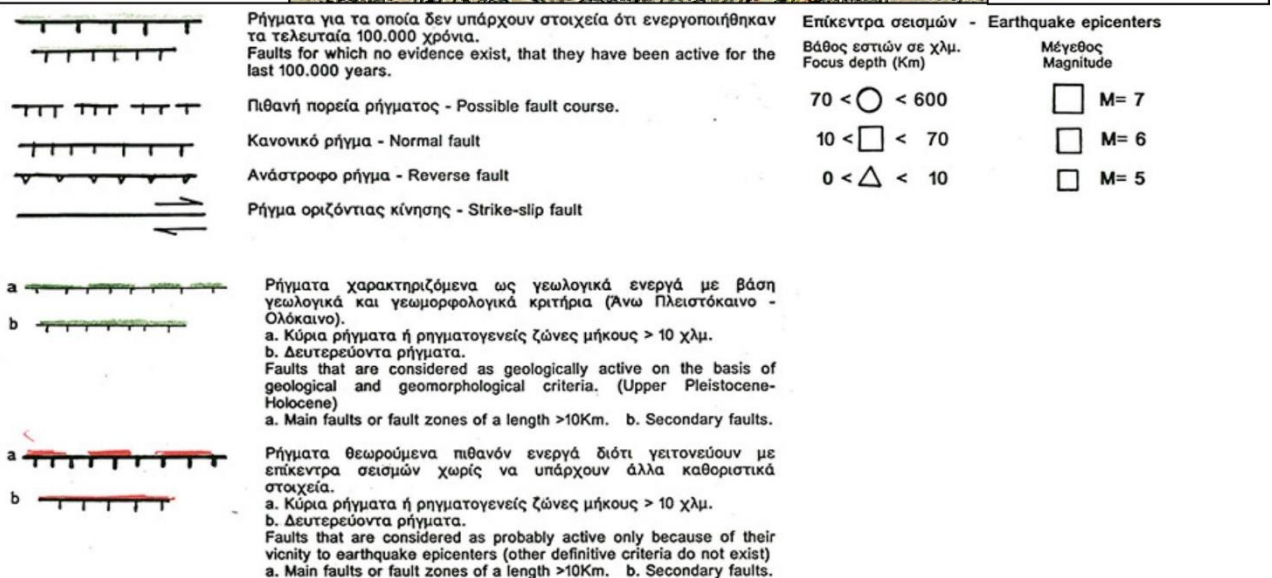 Ρήγματα για τα οποία δεν υπάρχουν στοιχεία ότι ενεργοποιήθηκαν
τα τελευταία 100.000 χρόνια.
Faults for which no evidence exist, that they have been active for the
last 100.000 years.
Πιθανή πορεία ρήγματος - Possible fault course.
Κανονικό ρήγμα - Normal fault
Ανάστροφο ρήγμα - Reverse fault
Ρήγμα οριζόντιας κίνησης - Strike-slip fault
a
b
Ρήγματα χαρακτηριζόμενα ως γεωλογικά ενεργά με βάση
γεωλογικά και γεωμορφολογικά κριτήρια (Άνω Πλειστόκαινο -
Ολόκαινο).
a. Κύρια ρήγματα ή ρηγματογενείς ζώνες μήκους > 10 χλμ.
b. Δευτερεύοντα ρήγματα.
Faults that are considered as geologically active on the basis of
geological and geomorphological criteria. (Upper Pleistocene-
Holocene)
a. Main faults or fault zones of a length >10Km. b. Secondary faults.
a
b
Ρήγματα θεωρούμενα πιθανόν ενεργά διότι γειτονεύουν με
επίκεντρα σεισμών χωρίς να υπάρχουν άλλα καθοριστικά
στοιχεία.
a. Κύρια ρήγματα ή ρηγματογενείς ζώνες μήκους > 10 χλμ.
b. Δευτερεύοντα ρήγματα.
Faults that are considered as probably active only because of their
vicnity to earthquake epicenters (other definitive criteria do not exist)
a. Main faults or fault zones of a length >10Km. b. Secondary faults.
Επίκεντρα σεισμών - Earthquake epicenters
Βάθος εστιών σε χλμ.
Focus depth (Km)
Μέγεθος
Magnitude
70 < < 600
M= 7
10 < < 70
M= 6
0 < < 10
M= 5